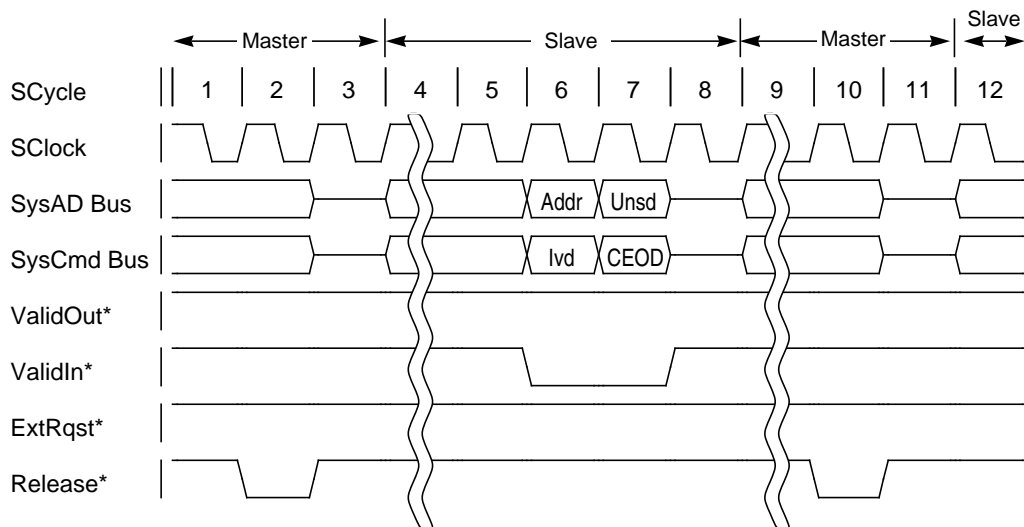 Slave
Master Slave Master
SCycle 1 2 3 4 5 6 7 8 9 10 11 12
SClock
SysAD Bus Addr Unsd
SysCmd Bus Ivd CEOD
ValidOut*
ValidIn*
ExtRqst*
Release*